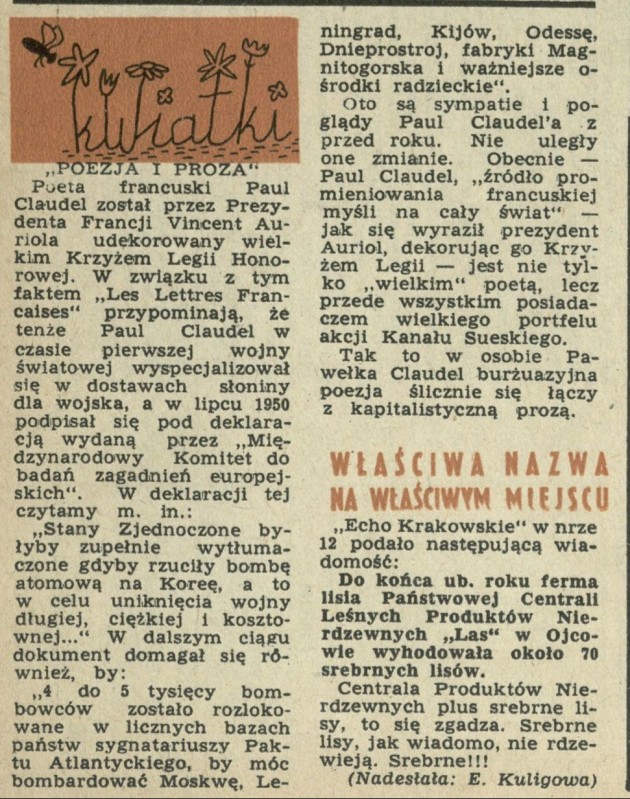 kwiatki
„POEZJA I PROZA"
Poeta francuski Paul
Claudel został przez Prezy-
denta Francji Vincent Au-
riola udekorowany wiel-
kim Krzyżem Legii Hono-
rowej. W związku z tym
faktem „Les Lettres Fran-
caises" przypominają, że
tenże Paul Claudel w
czasie pierwszej wojny
światowej wyspecjalizował
się w dostawach słoniny
dla wojska, a w lipcu 1950
podpisał się pod deklara-
cją wydaną przez „Mię-
dzynarodowy Komitet do
badań zagadnień europej-
skich". W deklaracji tej
czytamy m. in.:
„Stany Zjednoczone by-
łyby zupełnie wytłuma-
czone gdyby rzuciły bombę
atomową na Koreę, a to
w celu uniknięcia wojny
długiej, ciężkiej i koszto-
wnej..." W dalszym ciągu
dokument domagał się ró-
wnież, by:
„4 do 5 tysięcy bom-
bowców zostało rozloko-
wane w licznych bazach
państw sygnatariuszy Pak-
tu Atlantyckiego, by móc
bombardować Moskwę, Le-
ningrad, Kijów, Odessę,
Dnieprostroj, fabryki Mag-
nitogorska i ważniejsze o-
środki radzieckie".
Oto są sympatie i po-
glądy Paul Claudel'a z
przed roku. Nie uległy
one zmianie. Obecnie —
Paul Claudel, „źródło pro-
mieniowania francuskiej
myśli na cały świat" —
jak się wyraził prezydent
Auriol, dekorując go Krzy-
żem Legii — jest nie tyl-
ko „wielkim" poetą, lecz
przede wszystkim posiada-
czem wielkiego portfelu
akcji Kanału Sueskiego.
Tak to w osobie Pa-
wełka Claudel burżuazyjna
poezja ślicznie się łączy
z kapitalistyczną prozą.
WŁAŚCIWA NAZWA
NA WŁAŚCIWYM MIEJSCU
„Echo Krakowskie" w nrze
12 podało następującą wia-
domość:
Do końca ub. roku ferma
lisia Państwowej Centrali
Leśnych Produktów Nie-
rdzewnych „Las" w Ojco-
wie wyhodowała około 70
srebrnych lisów.
Centrala Produktów Nie-
rdzewnych plus srebrne li-
sy, to się zgadza. Srebrne
lisy, jak wiadomo, nie rdze-
wieją. Srebrne!!!
(Nadesłała: E. Kuligowa)